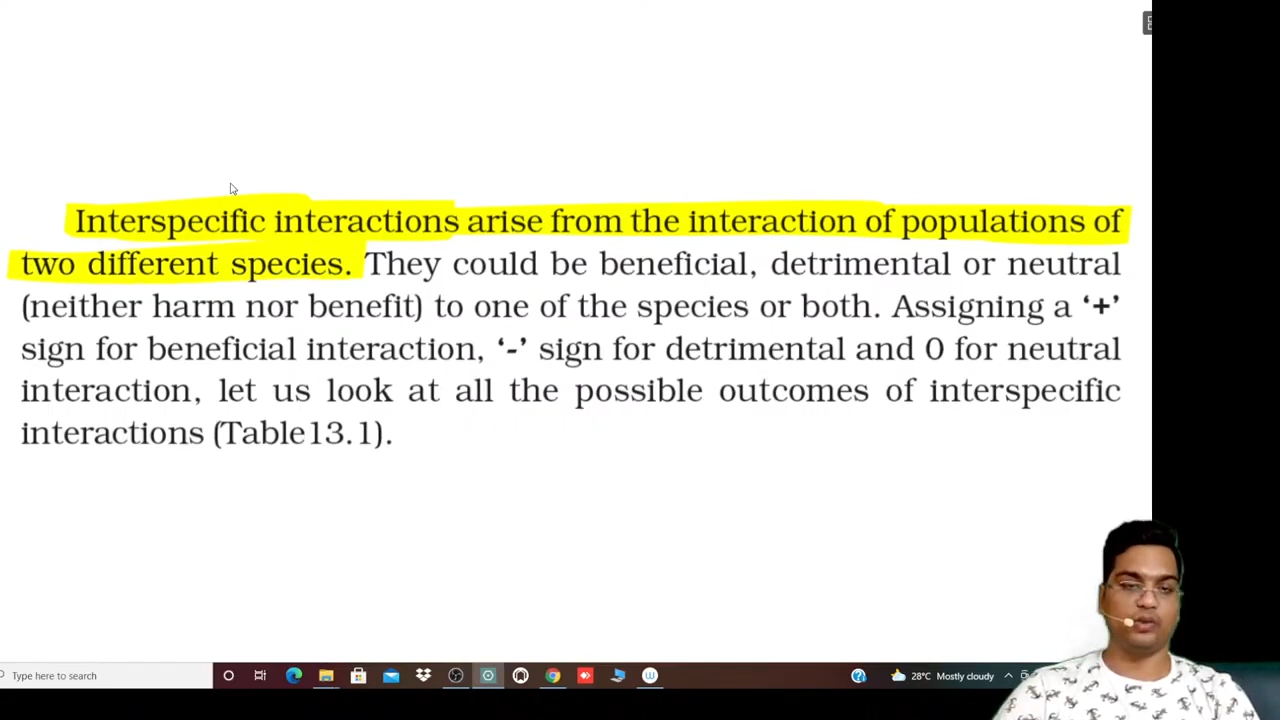 Interspecific interactions arise from the interaction of populations of
two different species. They could be beneficial, detrimental or neutral
(neither harm nor benefit) to one of the species or both. Assigning a ‘+’
sign for beneficial interaction, ‘-’ sign for detrimental and 0 for neutral
interaction, let us look at all the possible outcomes of interspecific
interactions (Table13.1).
Type here to search
28°C Mostly cloudy